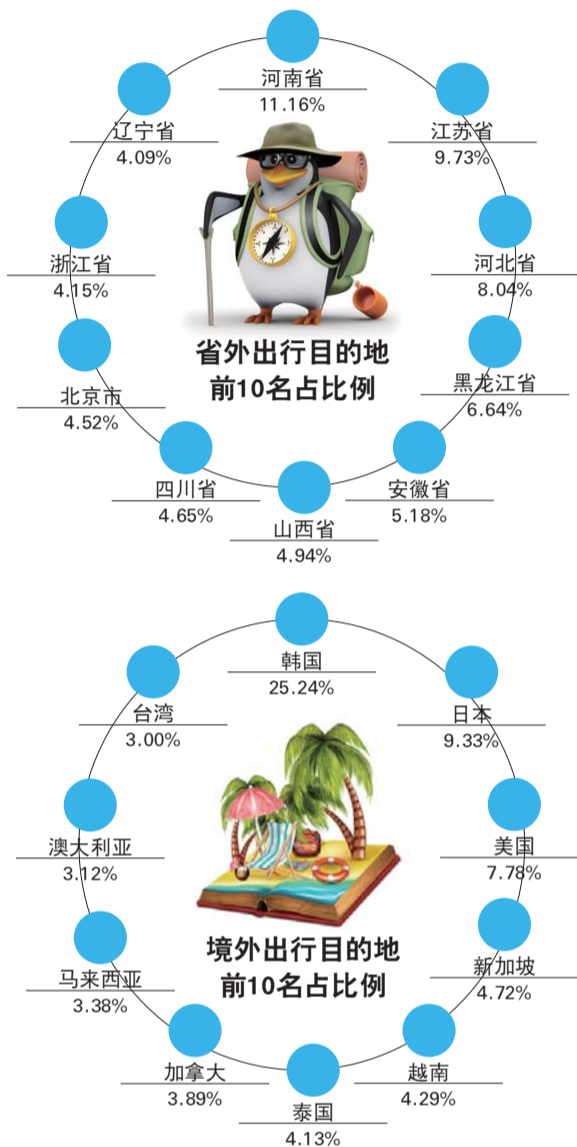 河南省
11.16%
江苏省
9.73%
河北省
8.04%
黑龙江省
6.64%
安徽省
5.18%
山西省
4.94%
四川省
4.65%
北京市
4.52%
浙江省
4.15%
辽宁省
4.09%
省外出行目的地
前10名占比例
韩国
25.24%
日本
9.33%
美国
7.78%
新加坡
4.72%
越南
4.29%
泰国
4.13%
加拿大
3.89%
马来西亚
3.38%
澳大利亚
3.12%
台湾
3.00%
境外出行目的地
前10名占比例